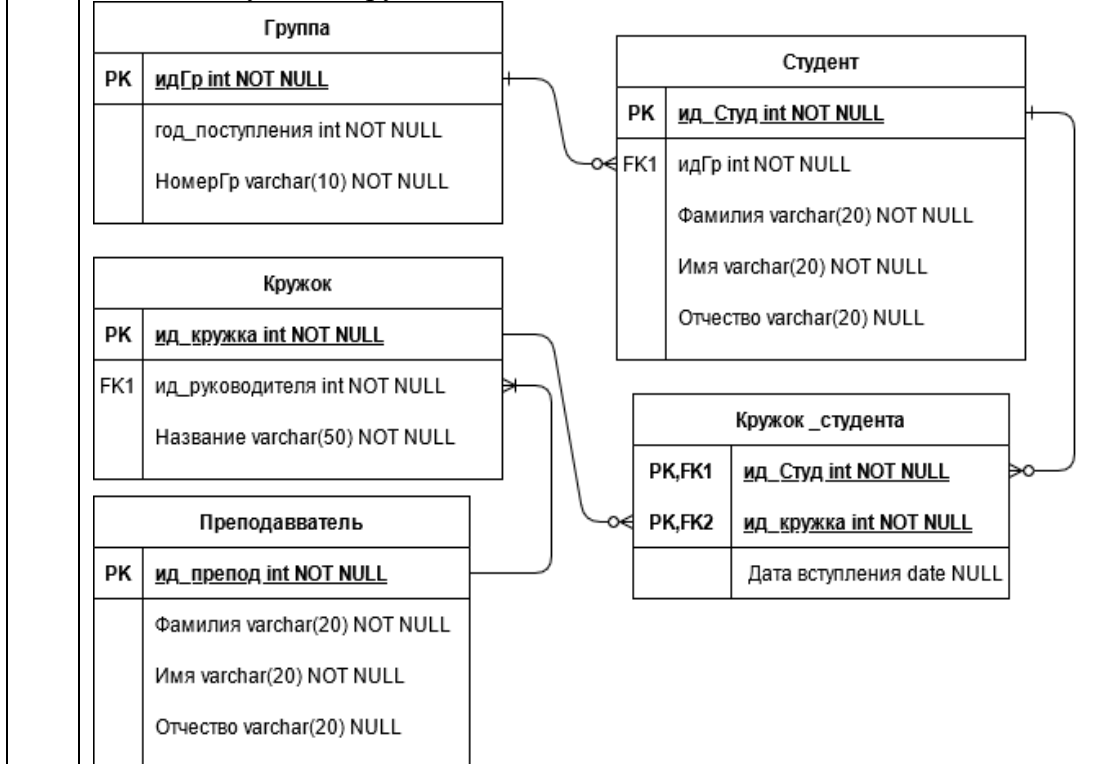 Группа
PK идГр int NOT NULL
год_поступления int NOT NULL
НомерГр varchar(10) NOT NULL
Студент
PK ид_Студ int NOT NULL
FK1 идГр int NOT NULL
Фамилия varchar(20) NOT NULL
Имя varchar(20) NOT NULL
Отчество varchar(20) NULL
Кружок
PK ид_кружка int NOT NULL
FK1 ид_руководителя int NOT NULL
Название varchar(50) NOT NULL
Кружок _студента
PK,FK1 ид_Студ int NOT NULL
PK,FK2 ид_кружка int NOT NULL
Дата вступления date NULL
Преподавватель
PK ид_препод int NOT NULL
Фамилия varchar(20) NOT NULL
Имя varchar(20) NOT NULL
Отчество varchar(20) NULL